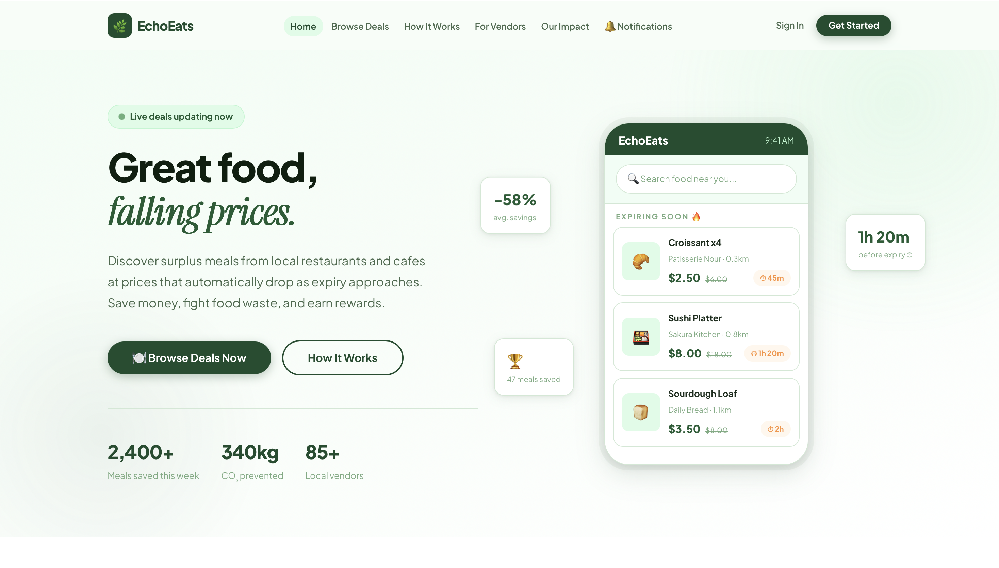 EchoEats
Home
Browse Deals
How It Works
For Vendors
Our Impact
🔔 Notifications
Sign In
Get Started
Live deals updating now
Great food,
falling prices.
Discover surplus meals from local restaurants and cafes
at prices that automatically drop as expiry approaches.
Save money, fight food waste, and earn rewards.
🍽️ Browse Deals Now
How It Works
2,400+
Meals saved this week
340kg
CO₂ prevented
85+
Local vendors
-58%
avg. savings
🏆
47 meals saved
EchoEats
9:41 AM
🔍 Search food near you...
EXPIRING SOON 🔥
Croissant x4
Patisserie Nour · 0.3km
$2.50 $6.00
⏱ 45m
Sushi Platter
Sakura Kitchen · 0.8km
$8.00 $18.00
⏱ 1h 20m
Sourdough Loaf
Daily Bread · 1.1km
$3.50 $8.00
⏱ 2h
1h 20m
before expiry ⏱